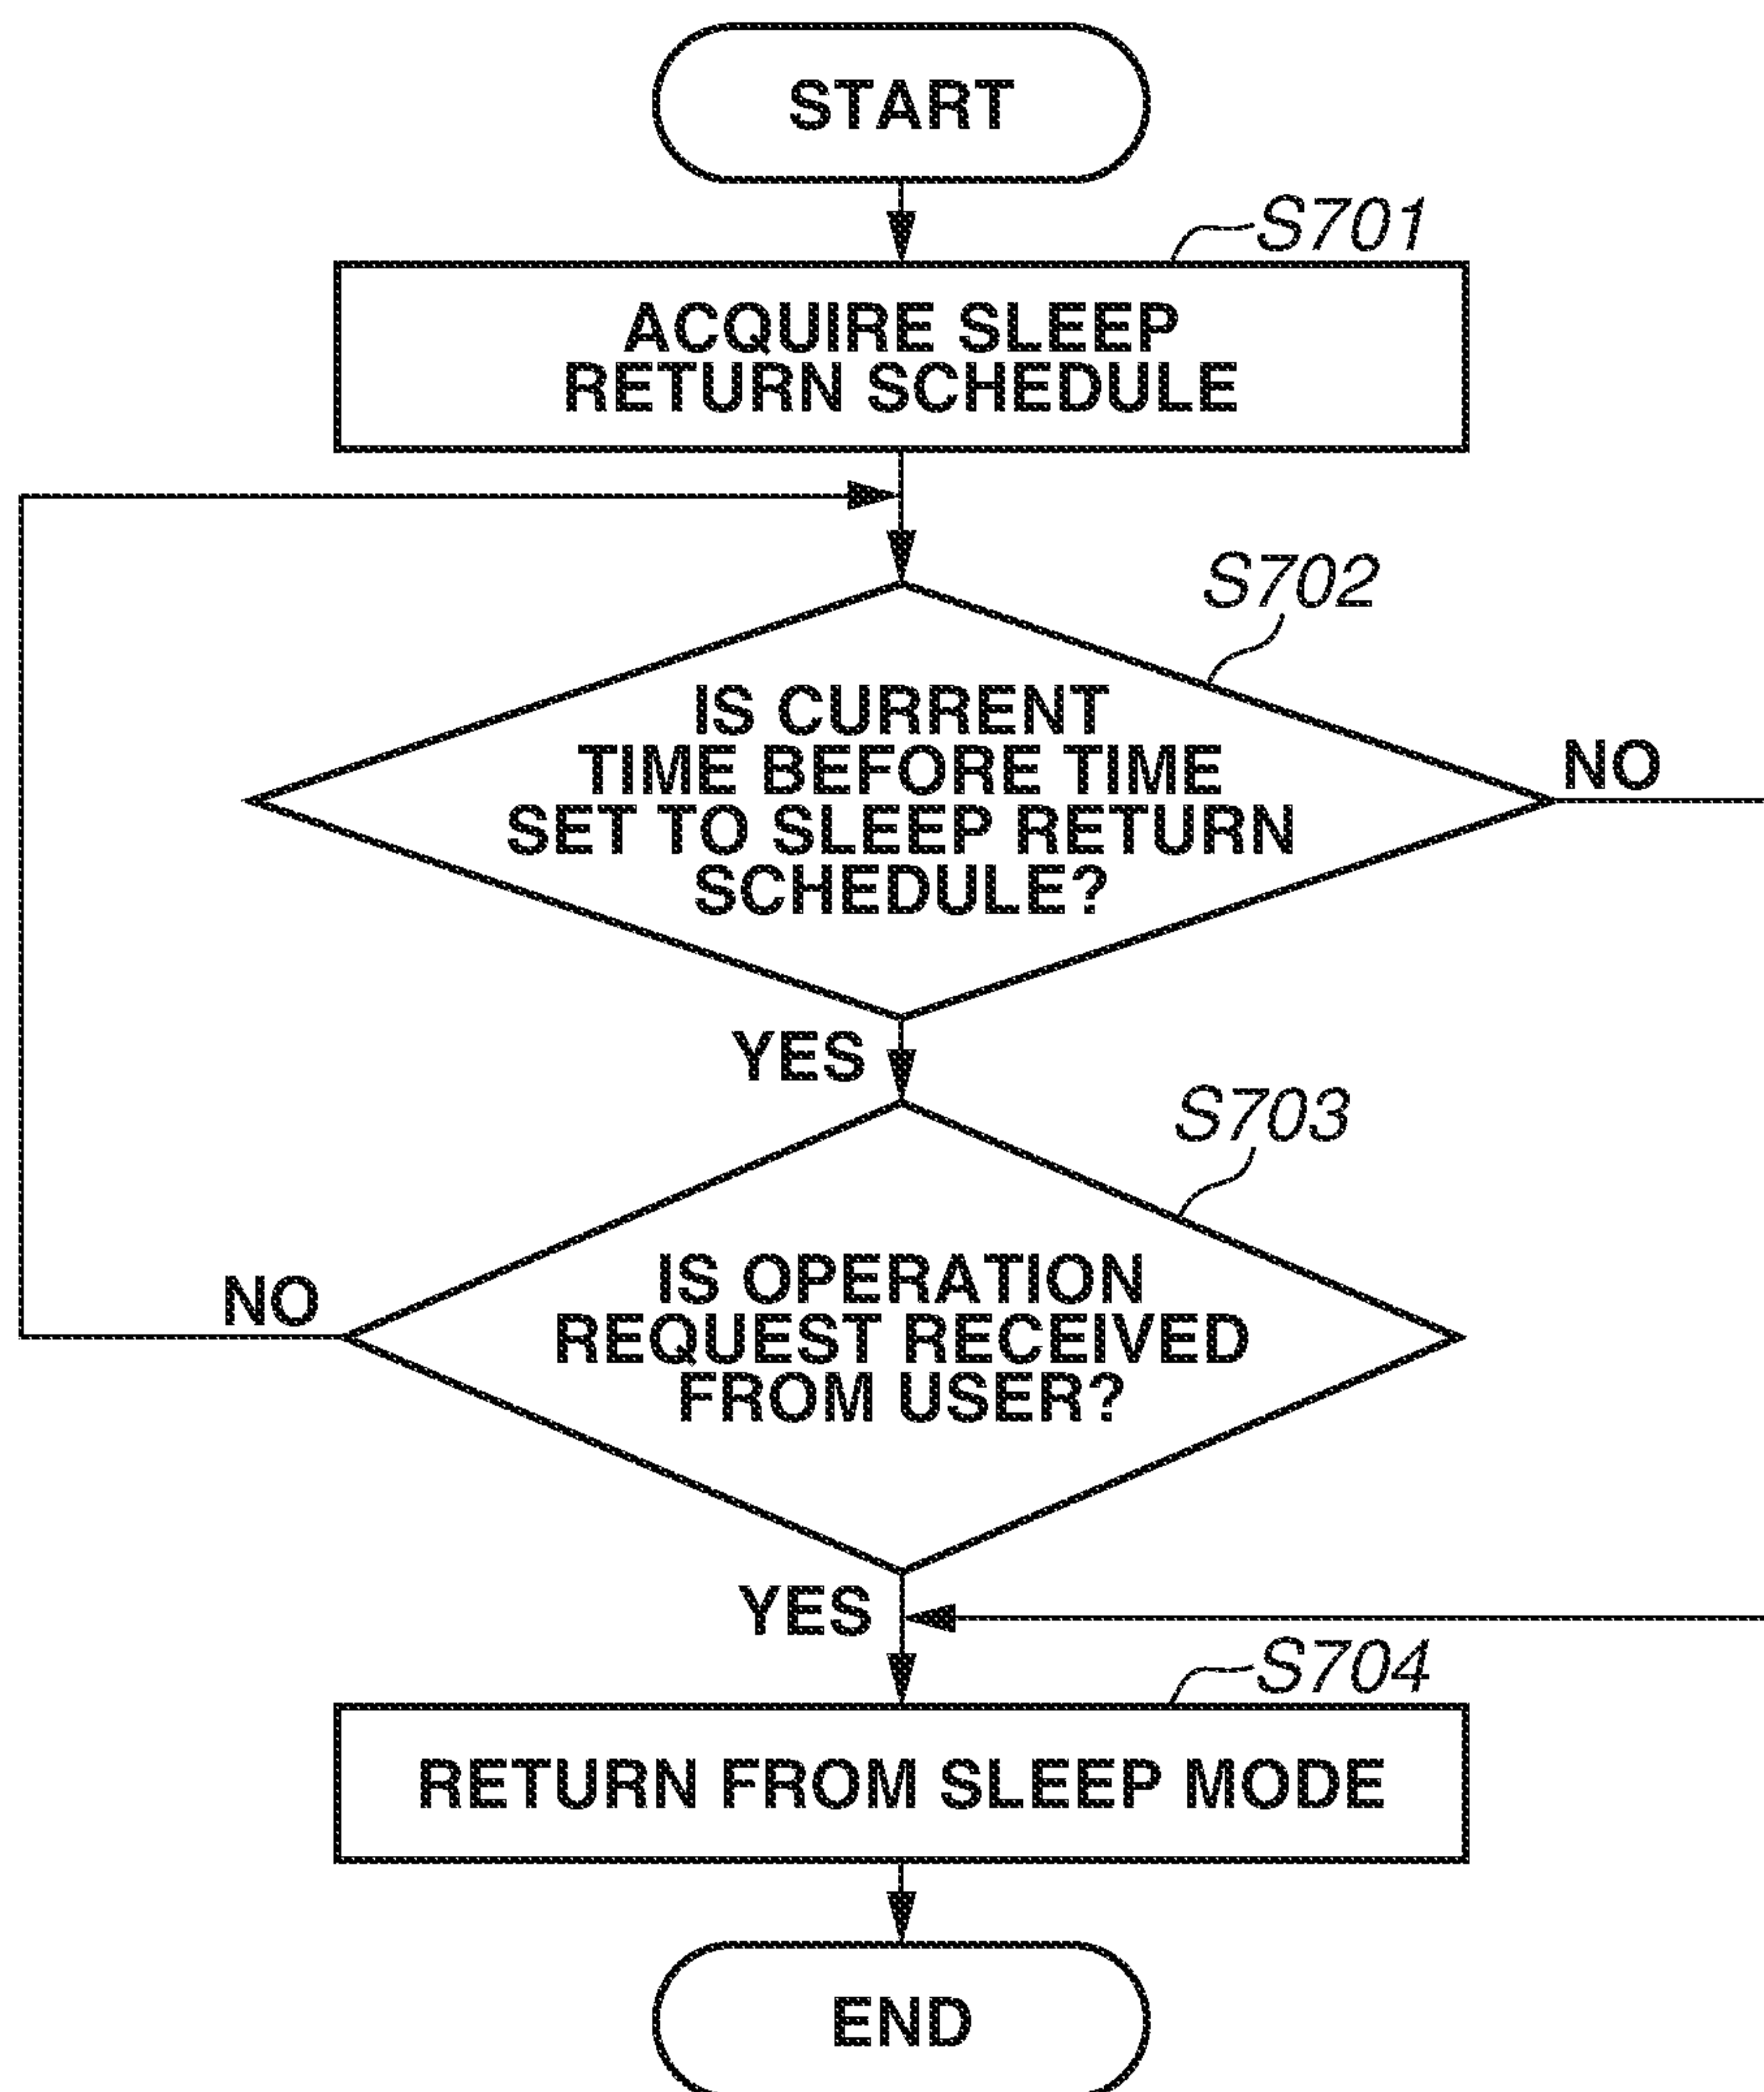 START
S701
ACQUIRE SLEEP
RETURN SCHEDULE
S702
IS CURRENT
TIME BEFORE TIME
SET TO SLEEP RETURN
SCHEDULE?
NO
YES
S703
IS OPERATION
REQUEST RECEIVED
FROM USER?
NO
YES
S704
RETURN FROM SLEEP MODE
END